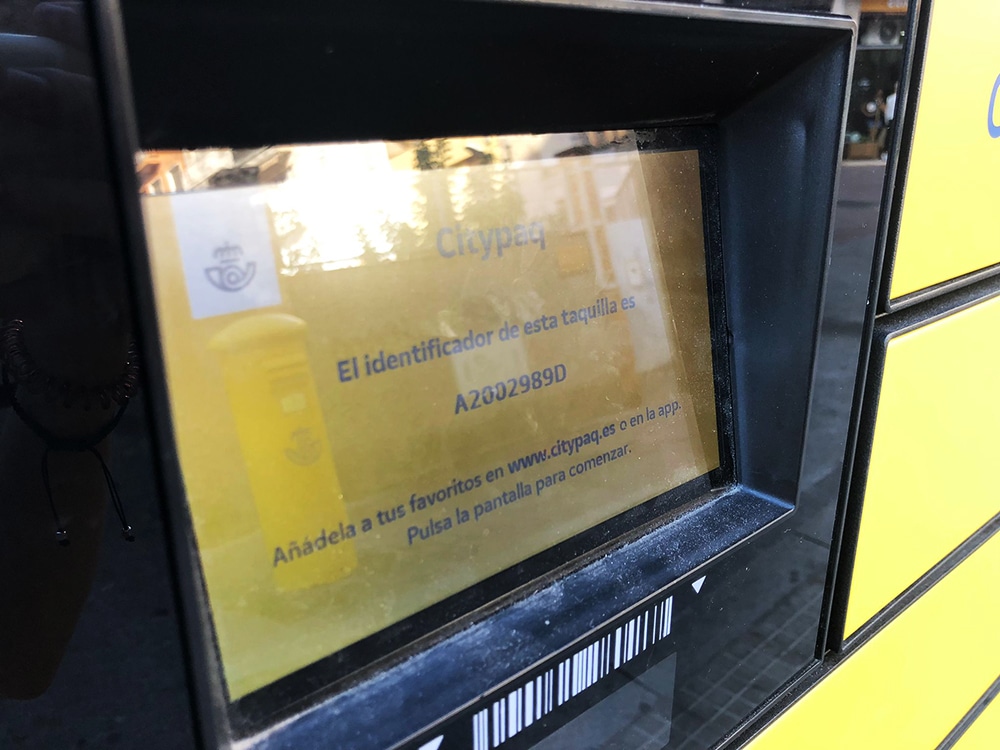 Citypaq
El identificador de esta taquilla es
A2002989D
Añádela a tus favoritos en www.citypaq.es o en la app.
Pulsa la pantalla para comenzar.